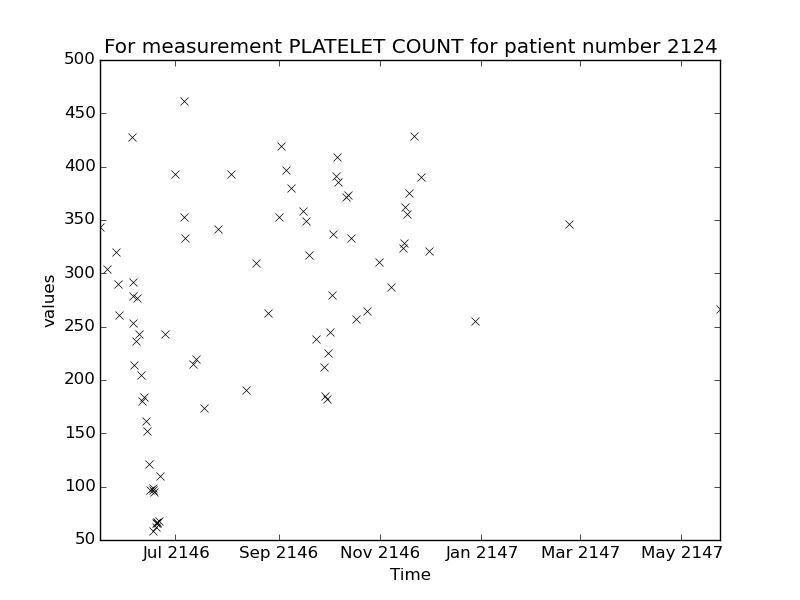 For measurement PLATELET COUNT for patient number 2124
500
450
400
350
300
250
200
150
100
50
values
Jul 2146 Sep 2146 Nov 2146 Jan 2147 Mar 2147 May 2147
Time